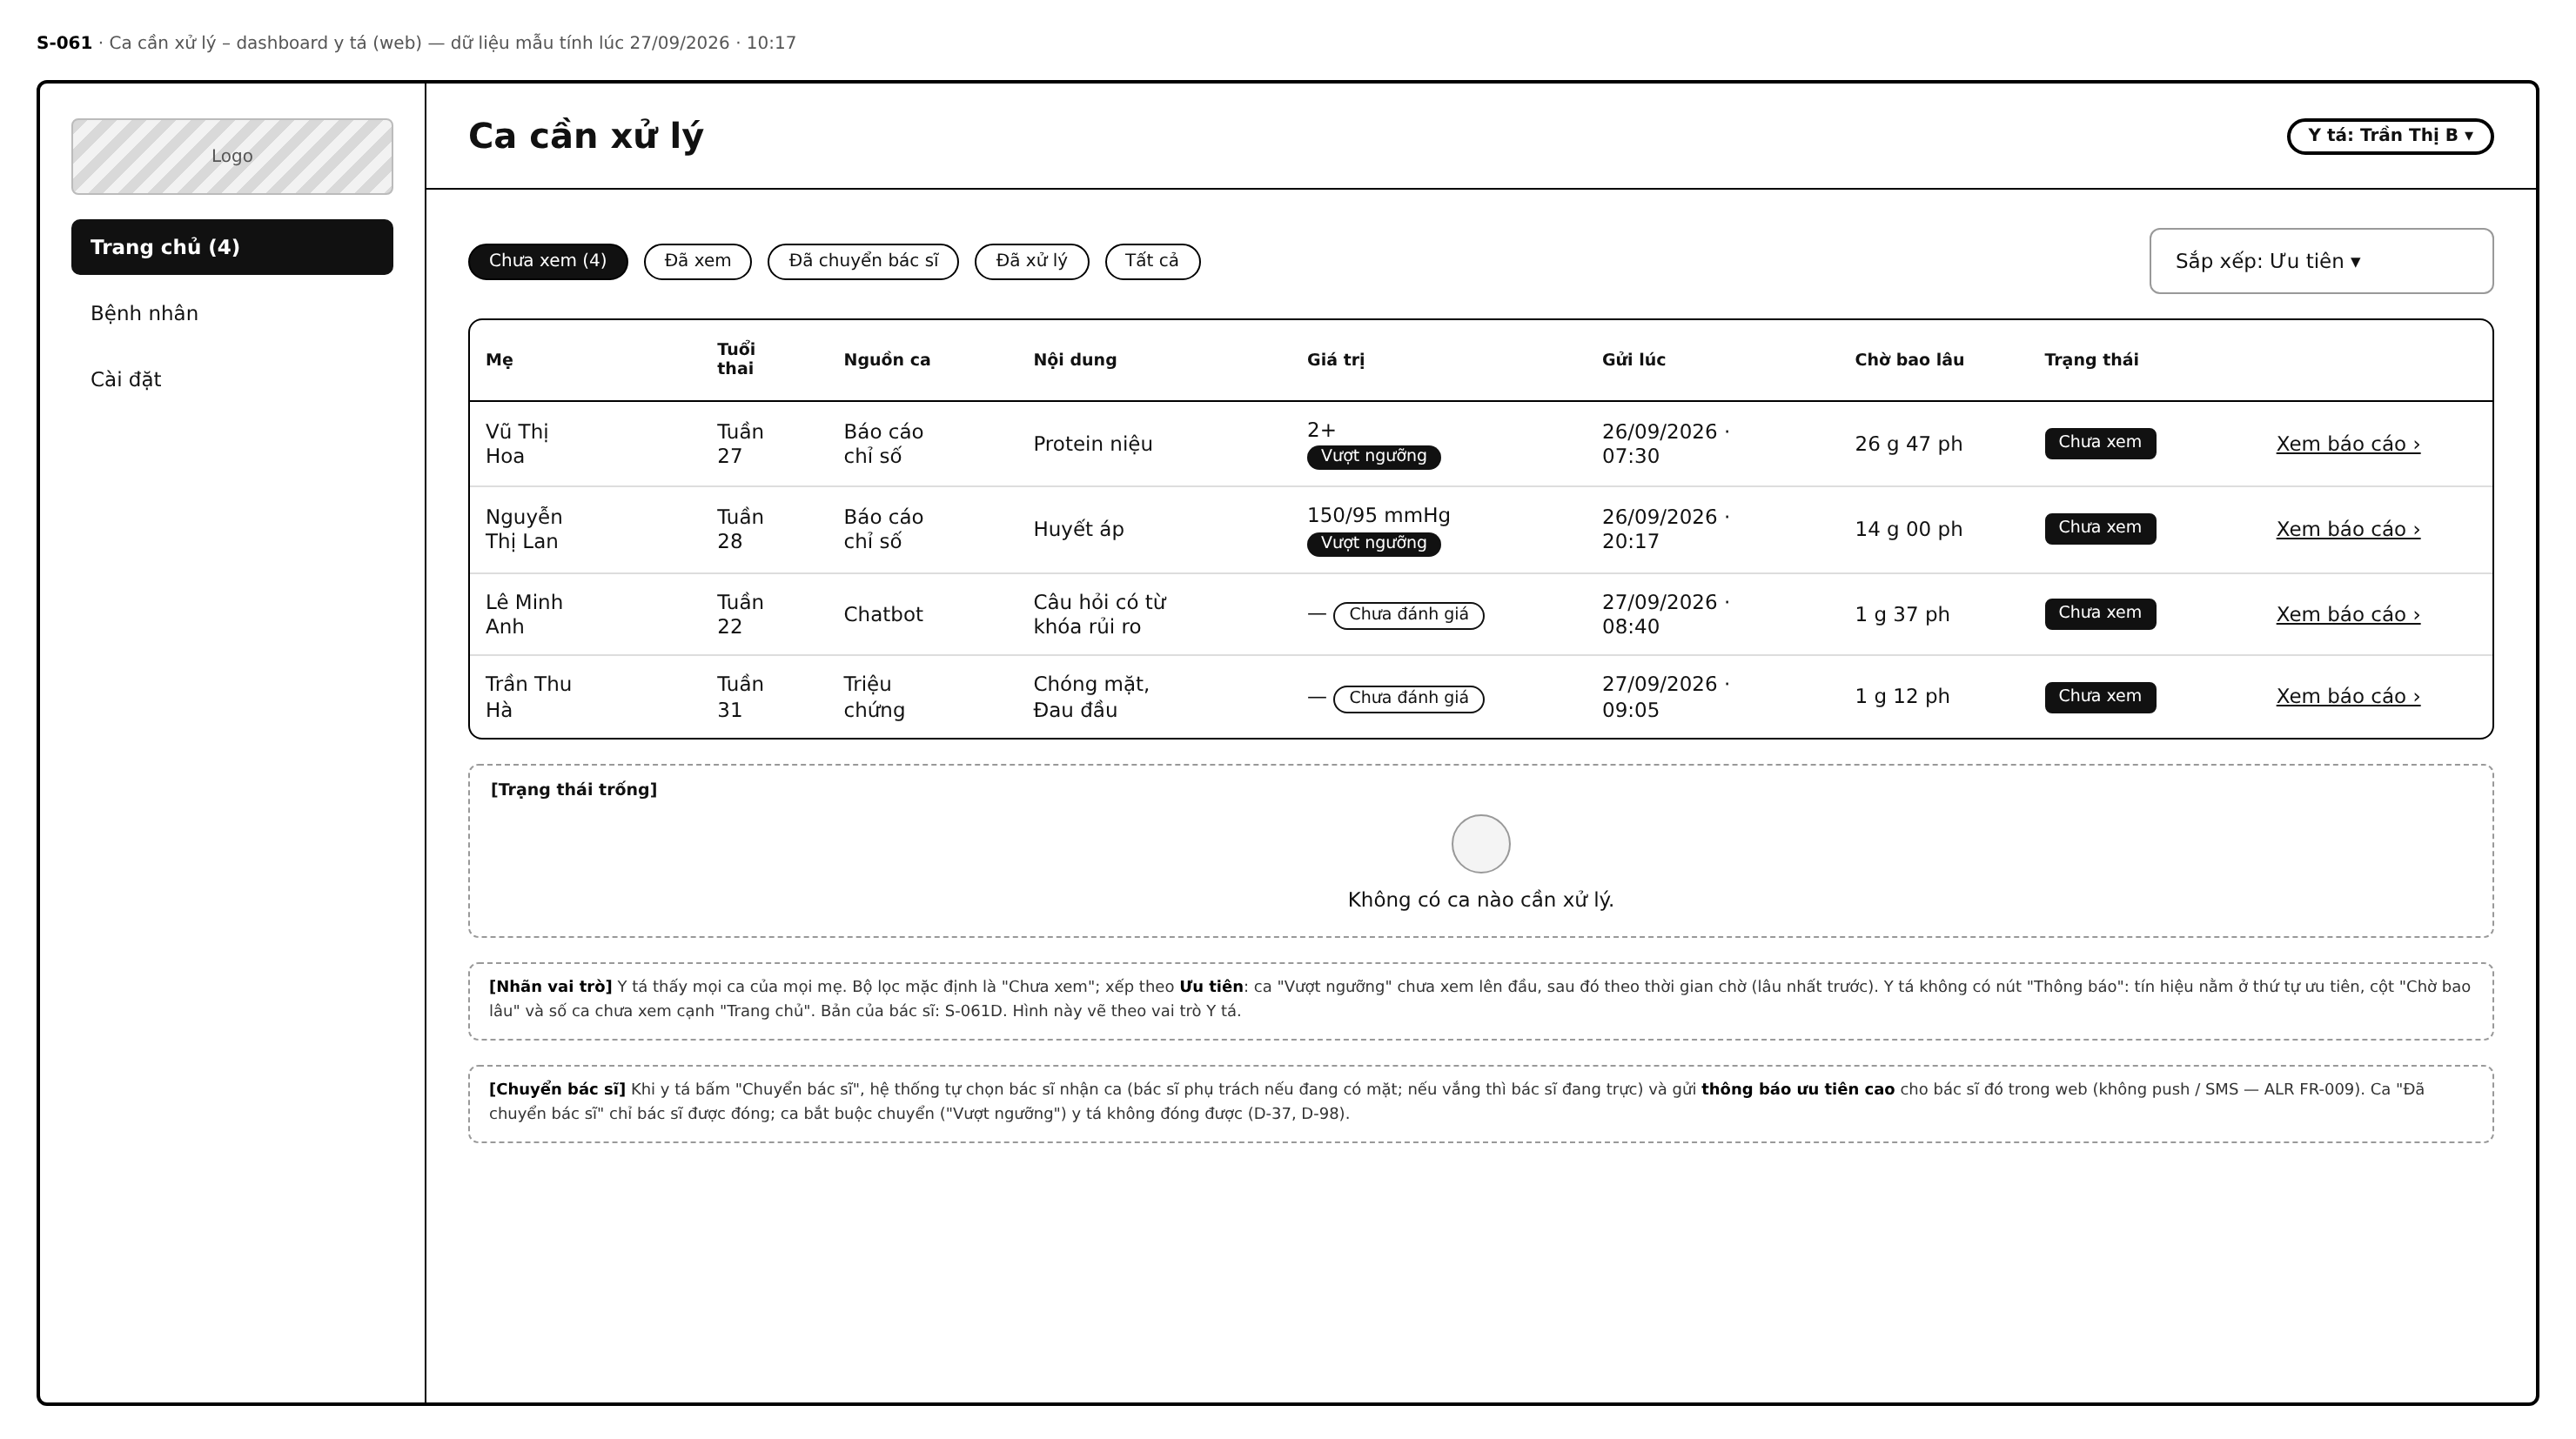 S-061 · Ca cần xử lý – dashboard y tá (web) — dữ liệu mẫu tính lúc 27/09/2026 · 10:17
Logo
Trang chủ (4)
Bệnh nhân
Cài đặt
Ca cần xử lý
Y tá: Trần Thị B ▾
Chưa xem (4)
Đã xem
Đã chuyển bác sĩ
Đã xử lý
Tất cả
Sắp xếp: Ưu tiên ▾
Mẹ
Tuổi
thai
Nguồn ca
Nội dung
Giá trị
Gửi lúc
Chờ bao lâu
Trạng thái
Vũ Thị
Hoa
Tuần
27
Báo cáo
chỉ số
Protein niệu
2+
Vượt ngưỡng
26/09/2026 ·
07:30
26 g 47 ph
Chưa xem
Xem báo cáo ›
Nguyễn
Thị Lan
Tuần
28
Báo cáo
chỉ số
Huyết áp
150/95 mmHg
Vượt ngưỡng
26/09/2026 ·
20:17
14 g 00 ph
Chưa xem
Xem báo cáo ›
Lê Minh
Anh
Tuần
22
Chatbot
Câu hỏi có từ
khóa rủi ro
— Chưa đánh giá
27/09/2026 ·
08:40
1 g 37 ph
Chưa xem
Xem báo cáo ›
Trần Thu
Hà
Tuần
31
Triệu
chứng
Chóng mặt,
Đau đầu
— Chưa đánh giá
27/09/2026 ·
09:05
1 g 12 ph
Chưa xem
Xem báo cáo ›
[Trạng thái trống]
Không có ca nào cần xử lý.
[Nhãn vai trò] Y tá thấy mọi ca của mọi mẹ. Bộ lọc mặc định là "Chưa xem"; xếp theo Ưu tiên: ca "Vượt ngưỡng" chưa xem lên đầu, sau đó theo thời gian chờ (lâu nhất trước). Y tá không có nút "Thông báo": tín hiệu nằm ở thứ tự ưu tiên, cột "Chờ bao
lâu" và số ca chưa xem cạnh "Trang chủ". Bản của bác sĩ: S-061D. Hình này vẽ theo vai trò Y tá.
[Chuyển bác sĩ] Khi y tá bấm "Chuyển bác sĩ", hệ thống tự chọn bác sĩ nhận ca (bác sĩ phụ trách nếu đang có mặt; nếu vắng thì bác sĩ đang trực) và gửi thông báo ưu tiên cao cho bác sĩ đó trong web (không push / SMS — ALR FR-009). Ca "Đã
chuyển bác sĩ" chỉ bác sĩ được đóng; ca bắt buộc chuyển ("Vượt ngưỡng") y tá không đóng được (D-37, D-98).